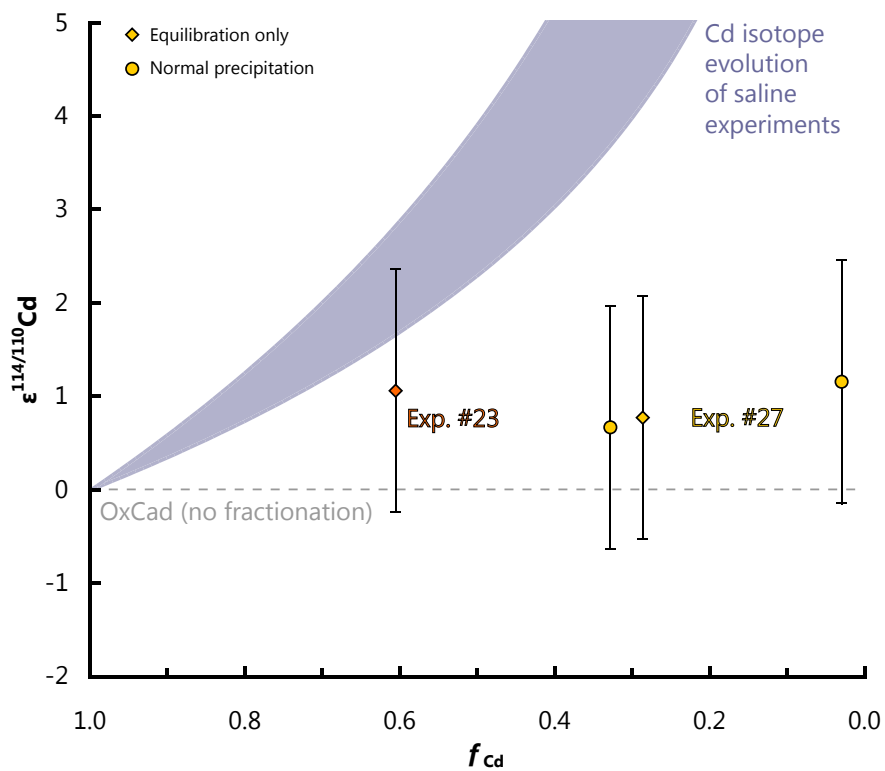 5
4
3
2
1
0
-1
-2
ε114/110Cd
Equilibration only
Normal precipitation
Cd isotope
evolution
of saline
experiments
Exp. #23
Exp. #27
OxCad (no fractionation)
1.0
0.8
0.6
0.4
0.2
0.0
f Cd